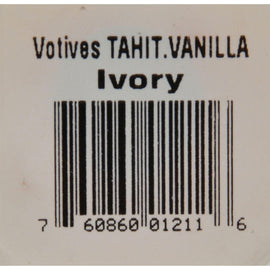 Votives TAHIT.VANILLA
Ivory
7 60860 01211 6